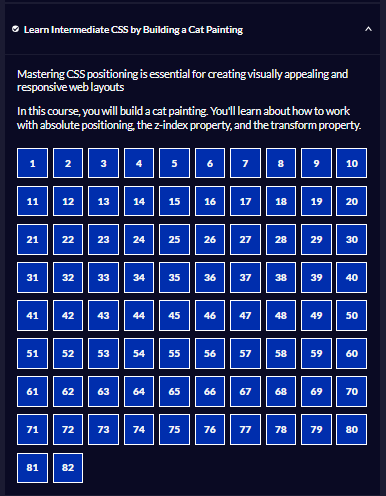 Learn Intermediate CSS by Building a Cat Painting
Mastering CSS positioning is essential for creating visually appealing and
responsive web layouts
In this course, you will build a cat painting. You'll learn about how to work
with absolute positioning, the z-index property, and the transform property.
1 2 3 4 5 6 7 8 9 10
11 12 13 14 15 16 17 18 19 20
21 22 23 24 25 26 27 28 29 30
31 32 33 34 35 36 37 38 39 40
41 42 43 44 45 46 47 48 49 50
51 52 53 54 55 56 57 58 59 60
61 62 63 64 65 66 67 68 69 70
71 72 73 74 75 76 77 78 79 80
81 82